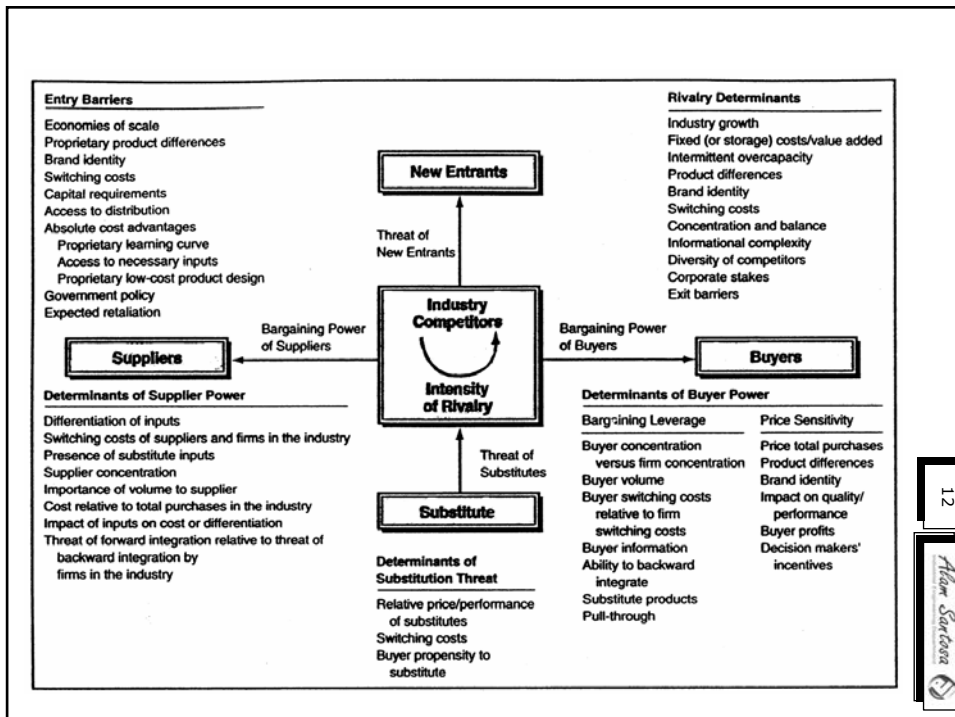 Entry Barriers
Economies of scale
Proprietary product differences
Brand identity
Switching costs
Capital requirements
Access to distribution
Absolute cost advantages
Proprietary learning curve
Access to necessary inputs
Proprietary low-cost product design
Government policy
Expected retaliation
New Entrants
Threat of
New Entrants
Rivalry Determinants
Industry growth
Fixed (or storage) costs/value added
Intermittent overcapacity
Product differences
Brand identity
Switching costs
Concentration and balance
Informational complexity
Diversity of competitors
Corporate stakes
Exit barriers
Suppliers
Bargaining Power
of Suppliers
Industry
Competitors
Intensity
of Rivalry
Bargaining Power
of Buyers
Buyers
Determinants of Supplier Power
Differentiation of inputs
Switching costs of suppliers and firms in the industry
Presence of substitute inputs
Supplier concentration
Importance of volume to supplier
Cost relative to total purchases in the industry
Impact of inputs on cost or differentiation
Threat of forward integration relative to threat of
backward integration by
firms in the industry
Threat of
Substitutes
Substitute
Determinants of
Substitution Threat
Relative price/performance
of substitutes
Switching costs
Buyer propensity to
substitute
Determinants of Buyer Power
Bargaining Leverage
Buyer concentration
versus firm concentration
Buyer volume
Buyer switching costs
relative to firm
switching costs
Buyer information
Ability to backward
integrate
Substitute products
Pull-through
Price Sensitivity
Price total purchases
Product differences
Brand identity
Impact on quality/
performance
Buyer profits
Decision makers'
incentives
12
Alam Santosa
Industrial Engineering Department